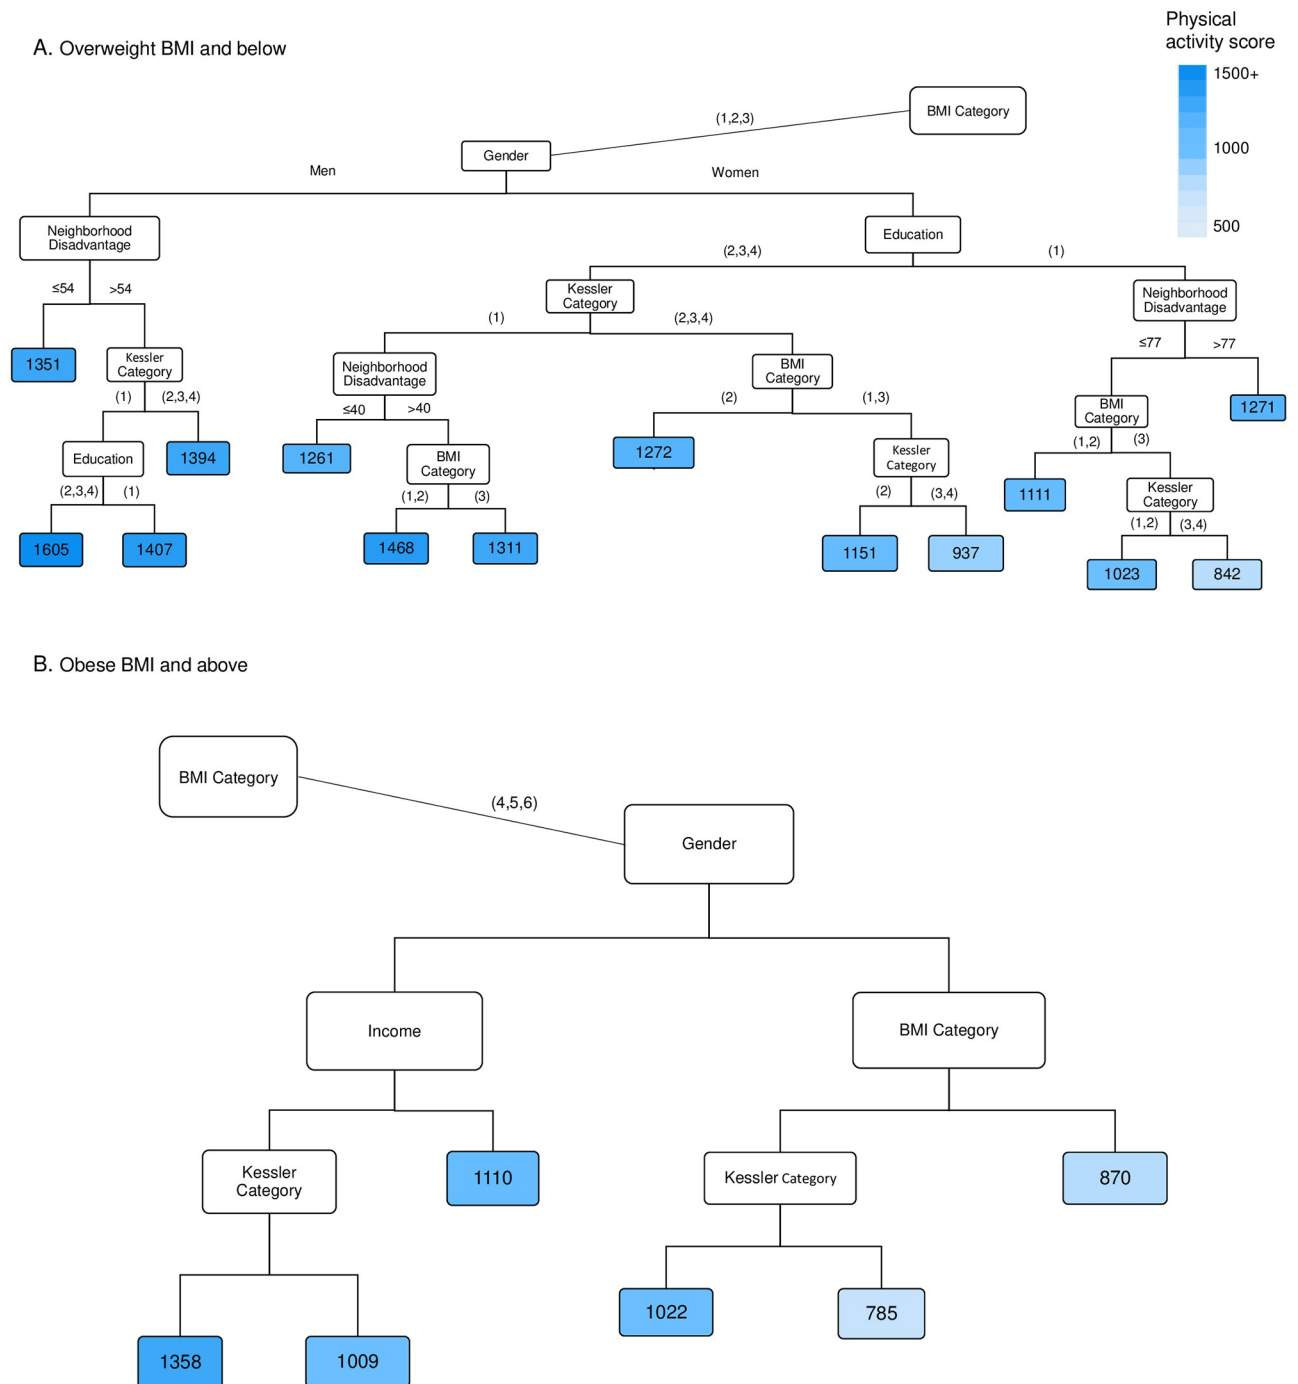 Physical
activity score
1500+
1000
500
A. Overweight BMI and below
BMI Category
(1,2,3)
Gender
Men
Women
Neighborhood
Disadvantage
Education
(2,3,4)
(1)
≤54
>54
Kessler
Category
Neighborhood
Disadvantage
(1)
(2,3,4)
≤77
>77
1351
Kessler
Category
Neighborhood
Disadvantage
BMI
Category
(1)
(2,3,4)
≤40
>40
(2)
(1,3)
BMI
Category
1271
Education
1394
1261
BMI
Category
1272
Kessler
Category
(1,2)
(3)
(2,3,4)
(1)
(1,2)
(3)
(2)
(3,4)
1111
Kessler
Category
(1,2)
(3,4)
1605
1407
1468
1311
1151
937
1023
842
B. Obese BMI and above
BMI Category
(4,5,6)
Gender
Income
BMI Category
Kessler
Category
1110
Kessler Category
870
1022
785
1358
1009